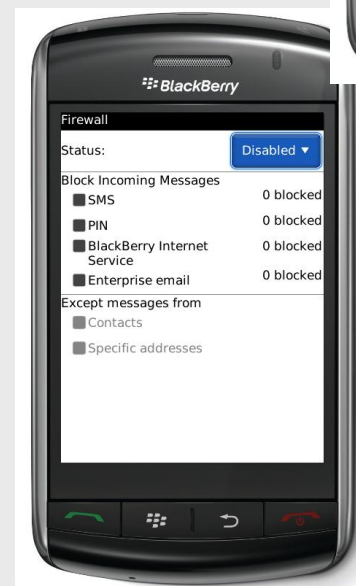 BlackBerry
Firewall
Status: Disabled
Block Incoming Messages
SMS 0 blocked
PIN 0 blocked
BlackBerry Internet 0 blocked
Service
Enterprise email 0 blocked
Except messages from
Contacts
Specific addresses